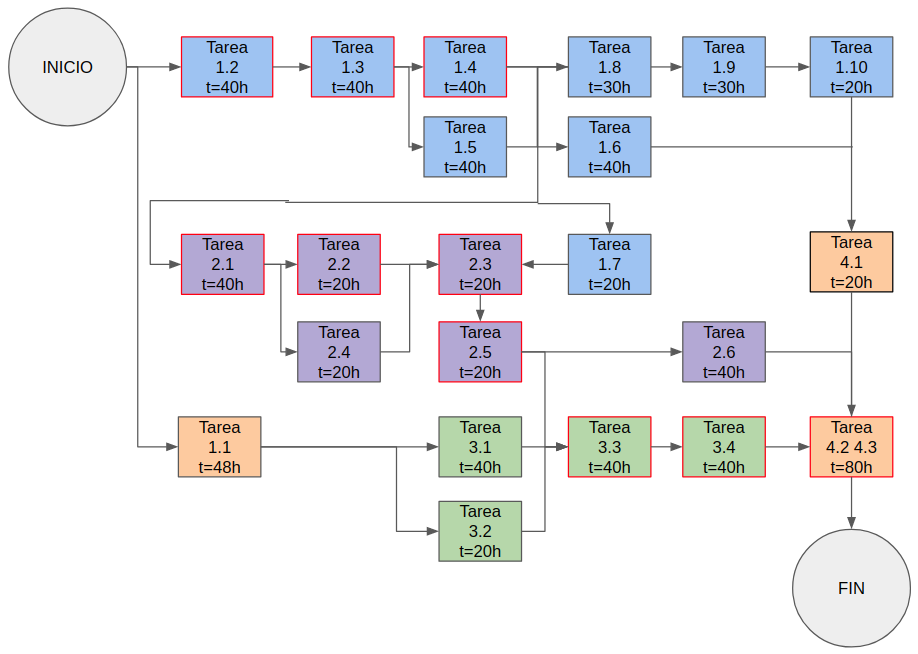 INICIO
Tarea
1.2
t=40h
Tarea
1.3
t=40h
Tarea
1.4
t=40h
Tarea
1.8
t=30h
Tarea
1.9
t=30h
Tarea
1.10
t=20h
Tarea
1.5
t=40h
Tarea
1.6
t=40h
Tarea
2.1
t=40h
Tarea
2.2
t=20h
Tarea
2.3
t=20h
Tarea
1.7
t=20h
Tarea
4.1
t=20h
Tarea
2.4
t=20h
Tarea
2.5
t=20h
Tarea
2.6
t=40h
Tarea
1.1
t=48h
Tarea
3.1
t=40h
Tarea
3.3
t=40h
Tarea
3.4
t=40h
Tarea
4.2 4.3
t=80h
Tarea
3.2
t=20h
FIN